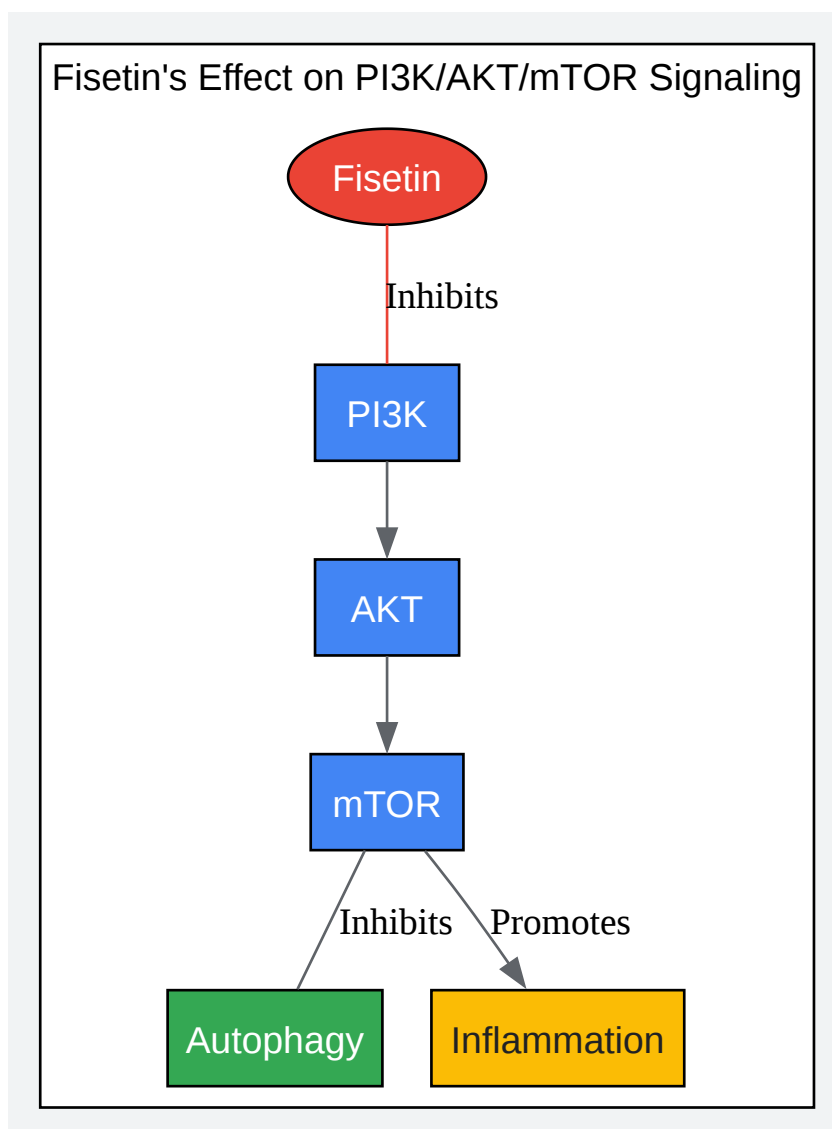 Fisetin's Effect on PI3K/AKT/mTOR Signaling
Fisetin
Inhibits
PI3K
AKT
mTOR
Inhibits
Promotes
Autophagy
Inflammation